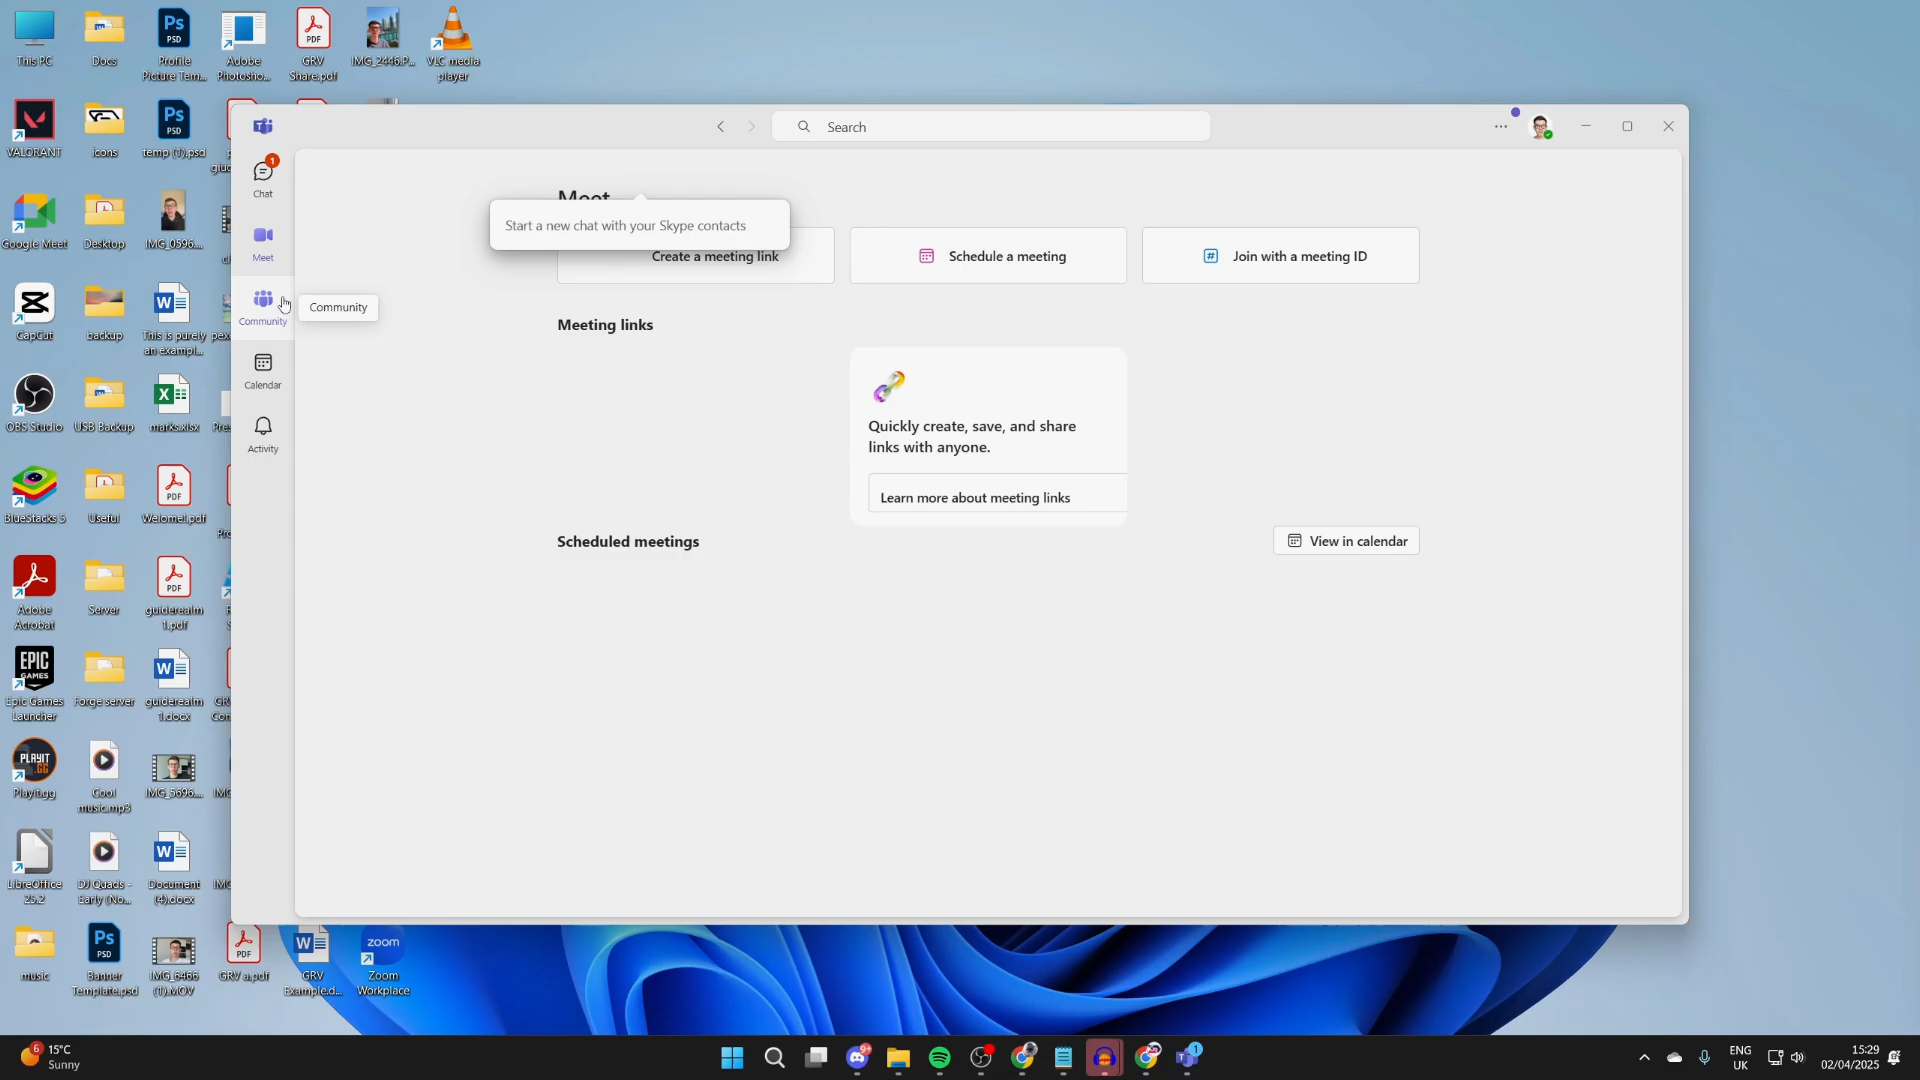 This PC
Docs
Profile
Picture Tem...
Adobe
Photosho...
GRV
Share.pdf
IMG_2446.P...
VLC media
player
VALORANT
icons
temp (1).psd
Google Meet
Desktop
IMG_0596....
CapCut
backup
This is purely
an exampl...
OBS Studio
USB Backup
marks.xlsx
BlueStacks 5
Useful
Welome!.pdf
Adobe
Acrobat
Server
guiderealm
1.pdf
Epic Games
Launcher
Forge server
guiderealm
1.docx
Playit.gg
Cool
music.mp3
IMG_5696....
LibreOffice
25.2
DJ Quads -
Early (No...
Document
(4).docx
music
Banner
Template.psd
IMG_6466
(1).MOV
GRV a.pdf
GRV
Example.d...
zoom
Zoom
Workplace
Search
1
Chat
Meet
Community
Calendar
Activity
Community
Meet
Start a new chat with your Skype contacts
Create a meeting link
Schedule a meeting
Join with a meeting ID
Meeting links
Quickly create, save, and share
links with anyone.
Learn more about meeting links
Scheduled meetings
View in calendar
6
15°C
Sunny
9+
1
ENG
UK
15:29
02/04/2025